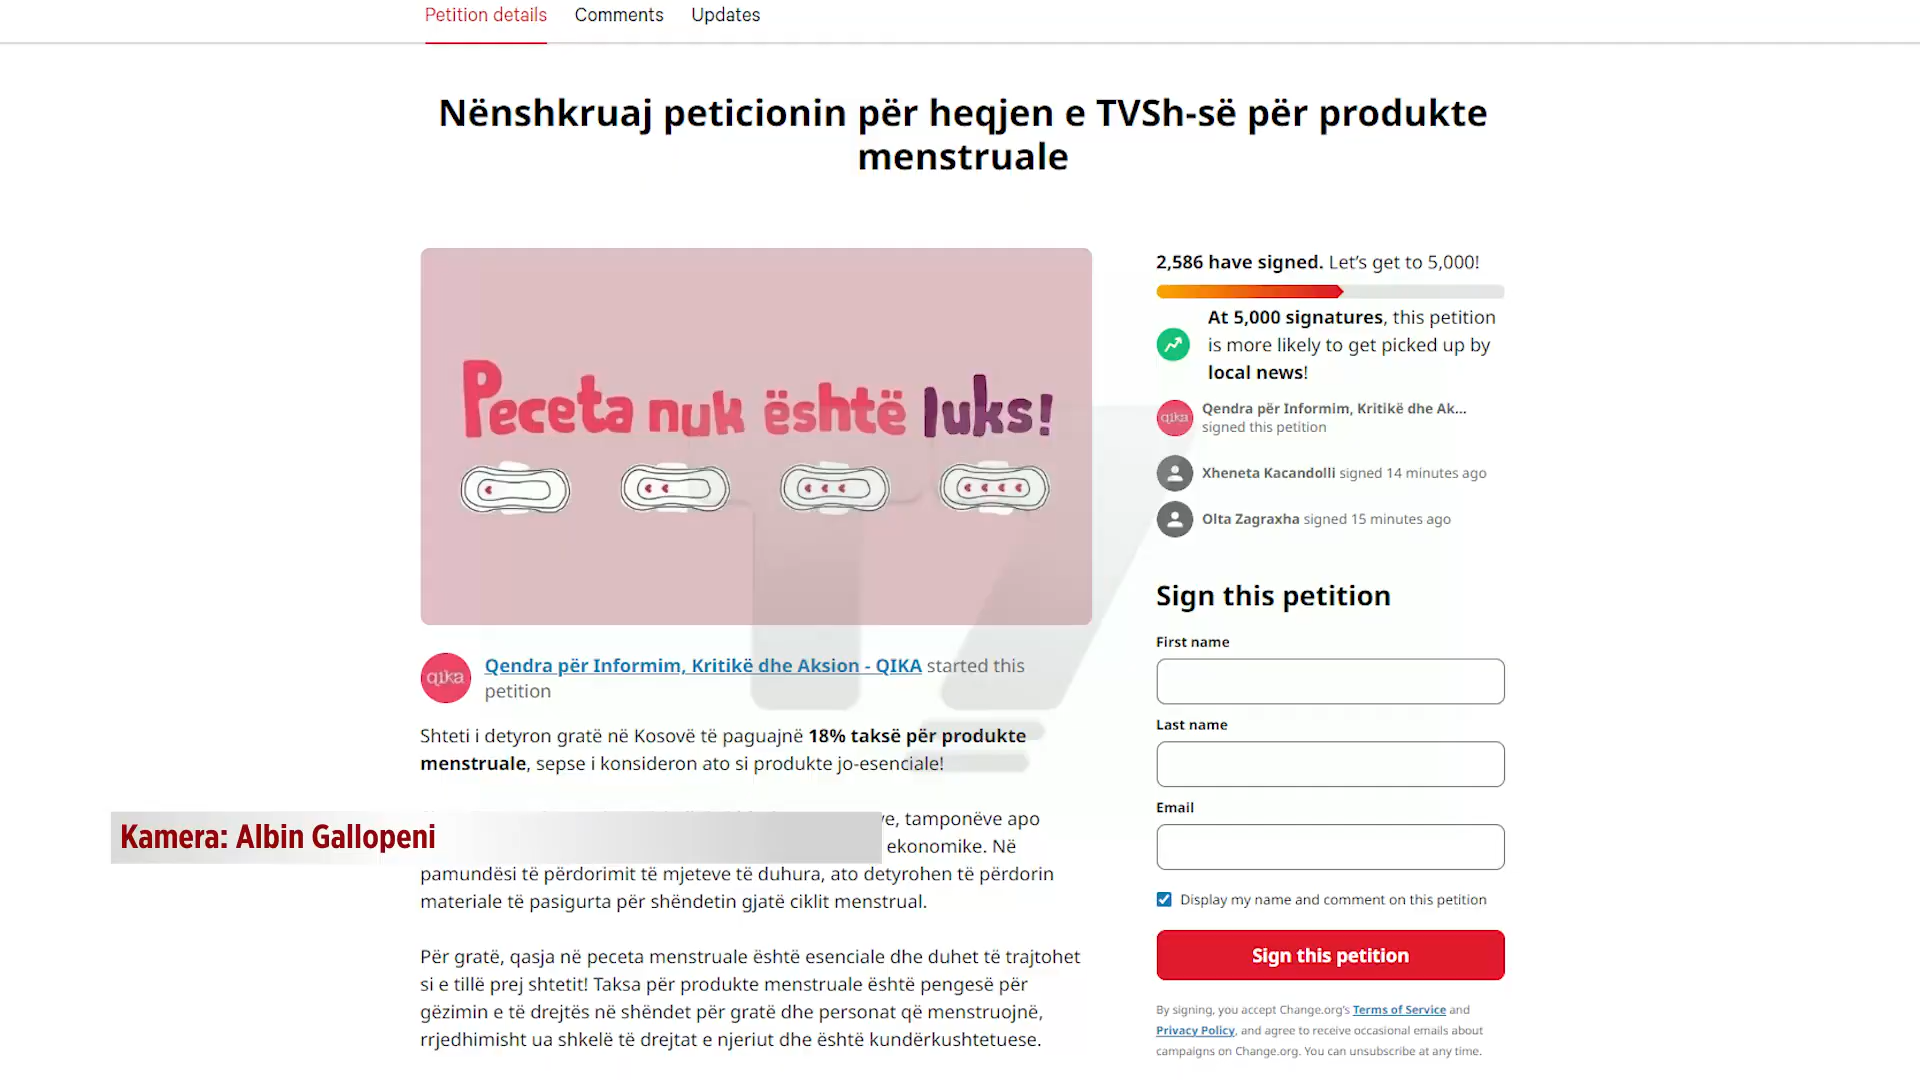 Petition details Comments Updates
Nënshkruaj peticionin për heqjen e TVSh-së për produkte
menstruale
Peceta nuk është luks!
qika
Qendra për Informim, Kritikë dhe Aksion - QIKA started this
petition
Shteti i detyron gratë në Kosovë të paguajnë 18% taksë për produkte
menstruale, sepse i konsideron ato si produkte jo-esenciale!
tamponëve apo
Kamera: Albin Gallopeni
ekonomike. Në
pamundësi të përdorimit të mjeteve të duhura, ato detyrohen të përdorin
materiale të pasigurta për shëndetin gjatë ciklit menstrual.
Për gratë, qasja në peceta menstruale është esenciale dhe duhet të trajtohet
si e tillë prej shtetit! Taksa për produkte menstruale është pengesë për
gëzimin e të drejtës në shëndet për gratë dhe personat që menstruojnë,
rrjedhimisht ua shkelë të drejtat e njeriut dhe është kundërkushtetuese.
2,586 have signed. Let's get to 5,000!
At 5,000 signatures, this petition
is more likely to get picked up by
local news!
qika
Qendra për Informim, Kritikë dhe Ak...
signed this petition
Xheneta Kacandolli signed 14 minutes ago
Olta Zagraxha signed 15 minutes ago
Sign this petition
First name
Last name
Email
Display my name and comment on this petition
Sign this petition
By signing, you accept Change.org's Terms of Service and
Privacy Policy, and agree to receive occasional emails about
campaigns on Change.org. You can unsubscribe at any time.